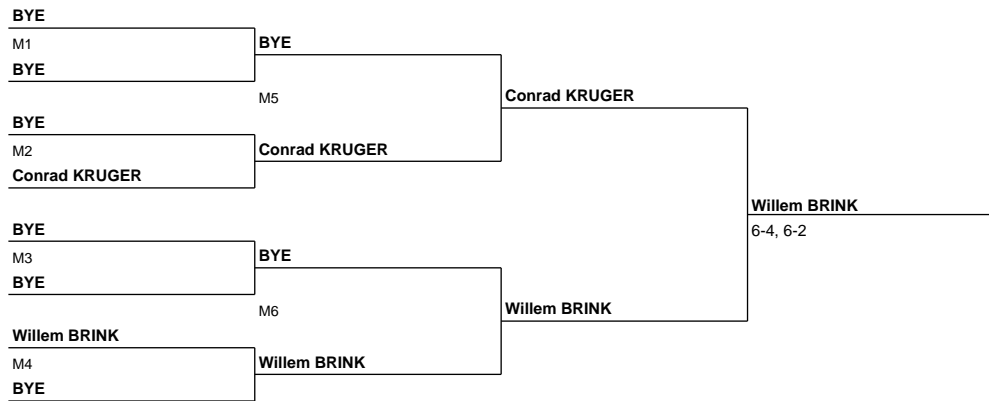 BYE
M1
BYE
BYE
M5
BYE
M2
Conrad KRUGER
Conrad KRUGER
Conrad KRUGER
BYE
M3
BYE
BYE
M6
Willem BRINK
M4
BYE
Willem BRINK
Willem BRINK
Willem BRINK
6-4, 6-2